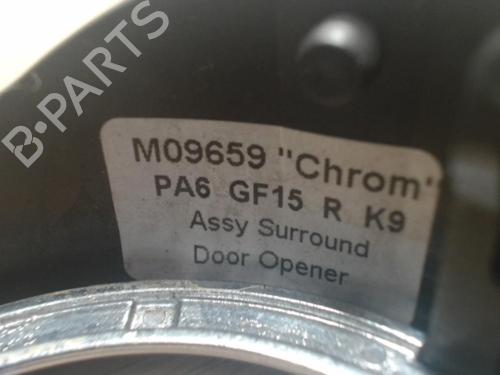 B-PARTS
M09659 "Chrom"
PA6 GF15 R K9
Assy Surround
Door Opener